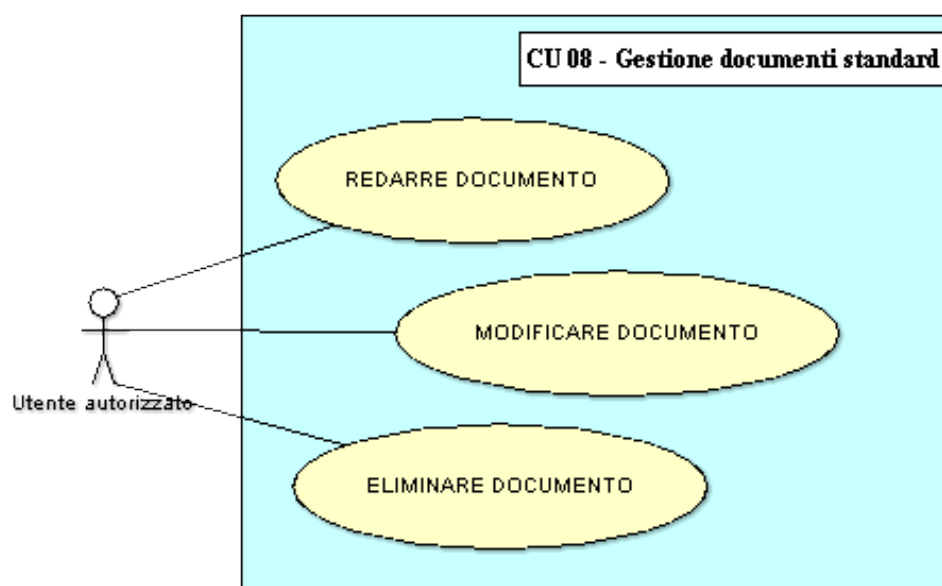 CU 08 - Gestione documenti standard
REDARRE DOCUMENTO
MODIFICARE DOCUMENTO
Utente autorizzato
ELIMINARE DOCUMENTO